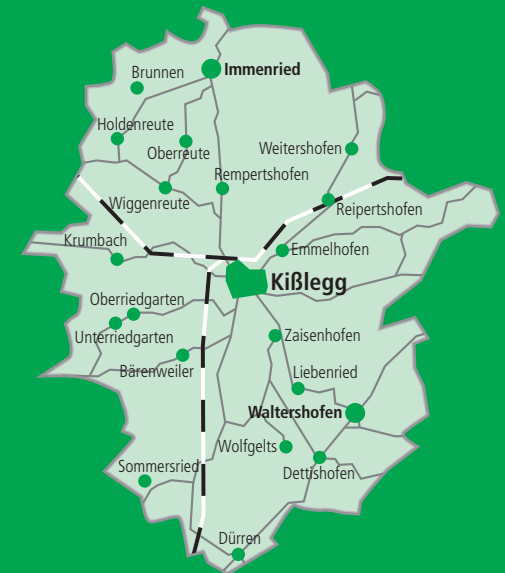 Immenried
Brunnen
Holdenreute
Oberreute
Weitershofen
Rempertshofen
Wiggenreute
Reipertshofen
Krumbach
Emmelhofen
Kißlegg
Oberriedgarten
Unterriedgarten
Zaisenhofen
Bärenweiler
Liebenried
Waltershofen
Wolfgelts
Sommersried
Dettishofen
Dürren